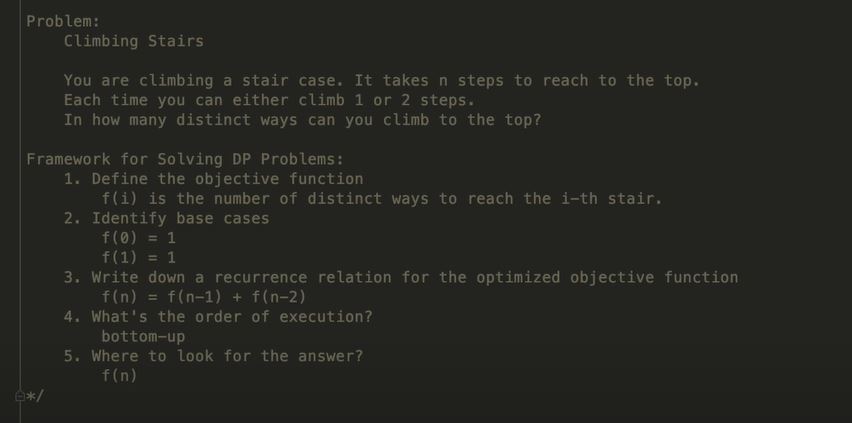 Problem:
Climbing Stairs
You are climbing a stair case. It takes n steps to reach to the top.
Each time you can either climb 1 or 2 steps.
In how many distinct ways can you climb to the top?
Framework for Solving DP Problems:
1. Define the objective function
f(i) is the number of distinct ways to reach the i-th stair.
2. Identify base cases
f(0) = 1
f(1) = 1
3. Write down a recurrence relation for the optimized objective function
f(n) = f(n-1) + f(n-2)
4. What's the order of execution?
bottom-up
5. Where to look for the answer?
f(n)
*/